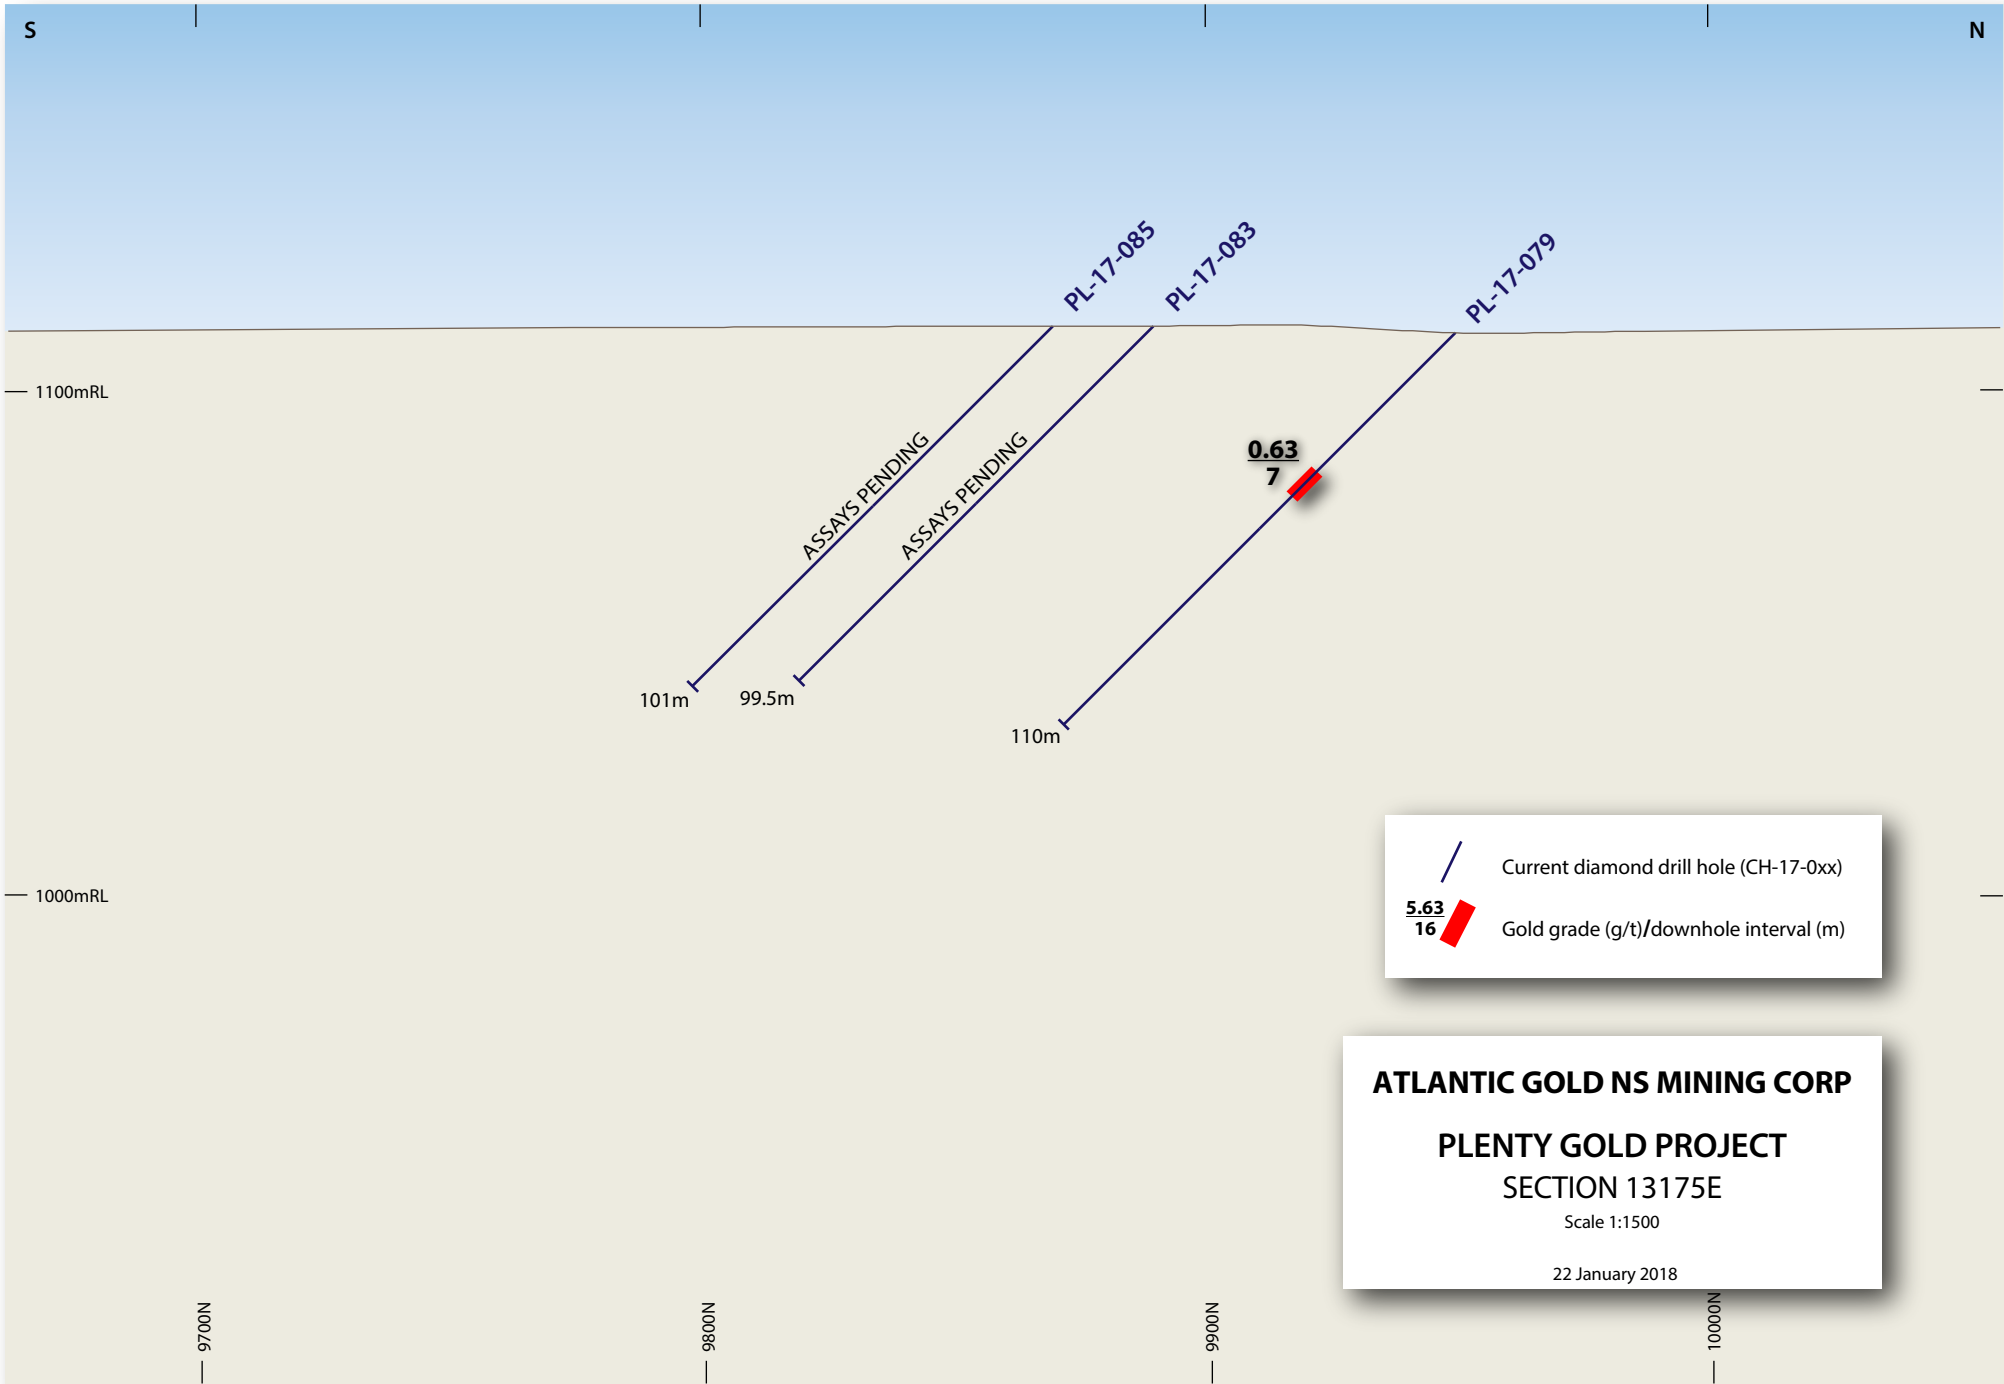 S
N
PL-17-085
PL-17-083
PL-17-079
1100mRL
ASSAYS PENDING
ASSAYS PENDING
0.63
7
101m
99.5m
110m
1000mRL
Current diamond drill hole (CH-17-0xx)
5.63
16
Gold grade (g/t)/downhole interval (m)
ATLANTIC GOLD NS MINING CORP
PLENTY GOLD PROJECT
SECTION 13175E
Scale 1:1500
22 January 2018
9700N
9800N
9900N
10000N